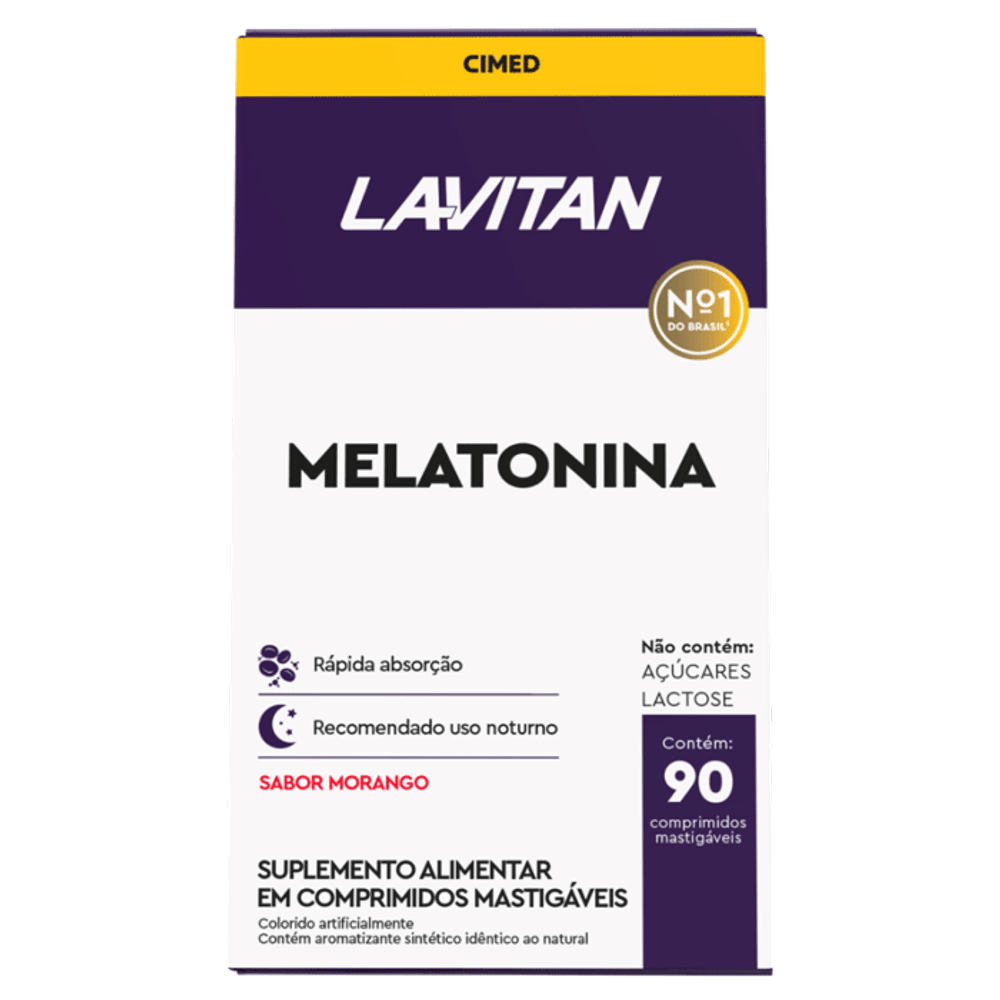 CIMED
LAVITAN
Nº1
DO BRASIL¹
MELATONINA
Rápida absorção
Recomendado uso noturno
SABOR MORANGO
Não contém:
AÇÚCARES
LACTOSE
Contém:
90
comprimidos
mastigáveis
SUPLEMENTO ALIMENTAR
EM COMPRIMIDOS MASTIGÁVEIS
Colorido artificialmente
Contém aromatizante sintético idêntico ao natural